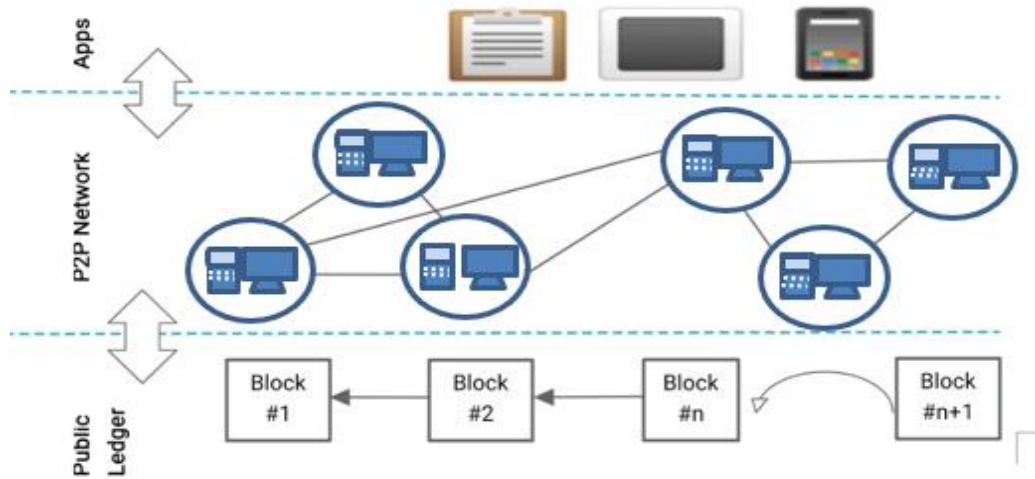 Apps
P2P Network
Public
Ledger
Block
#1
Block
#2
Block
#n
Block
#n+1